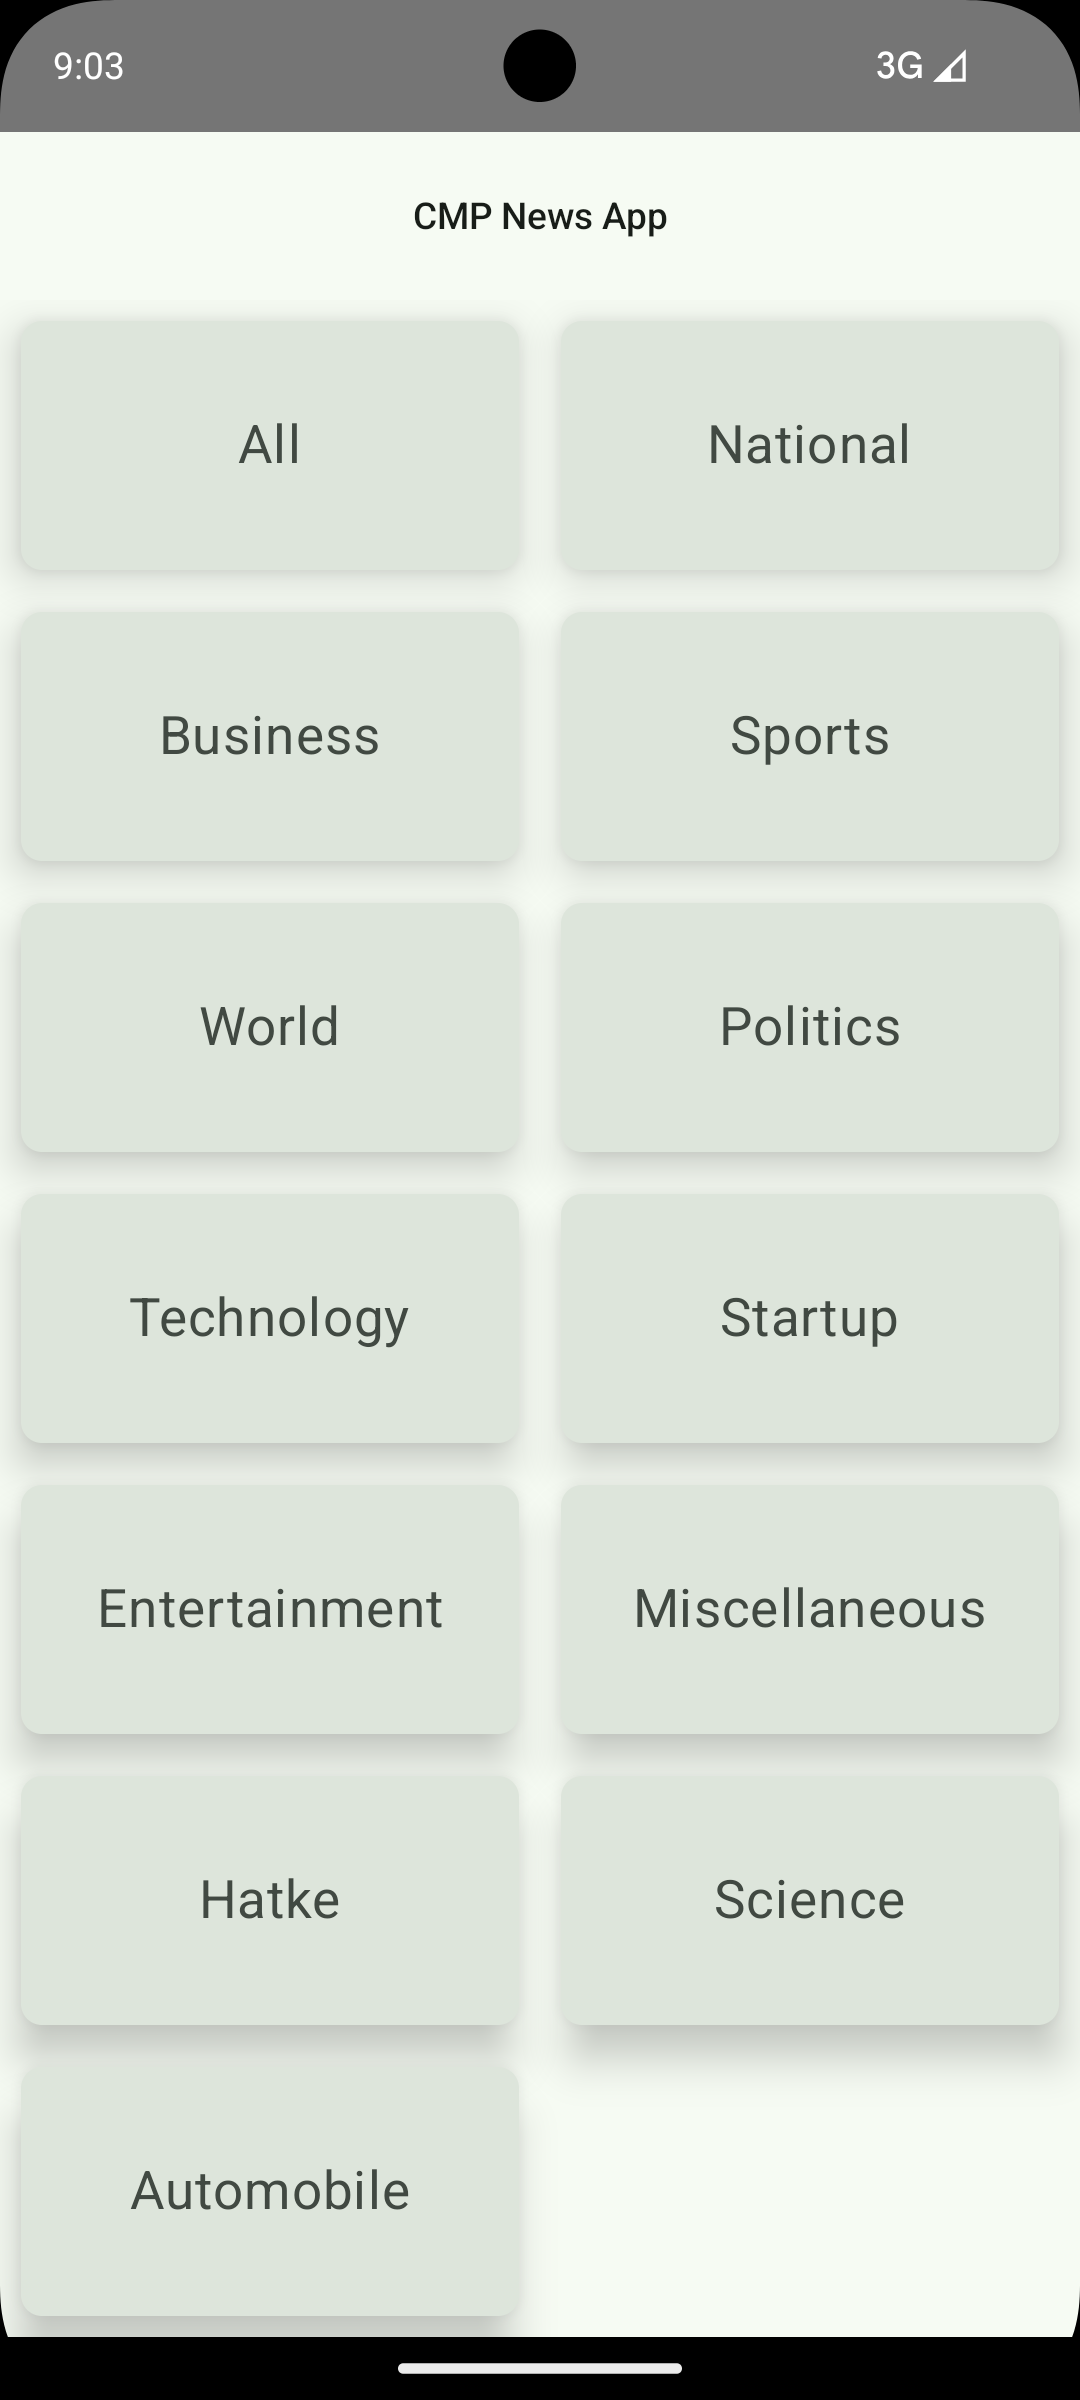 9:03 3G
CMP News App
All National
Business Sports
World Politics
Technology Startup
Entertainment Miscellaneous
Hatke Science
Automobile